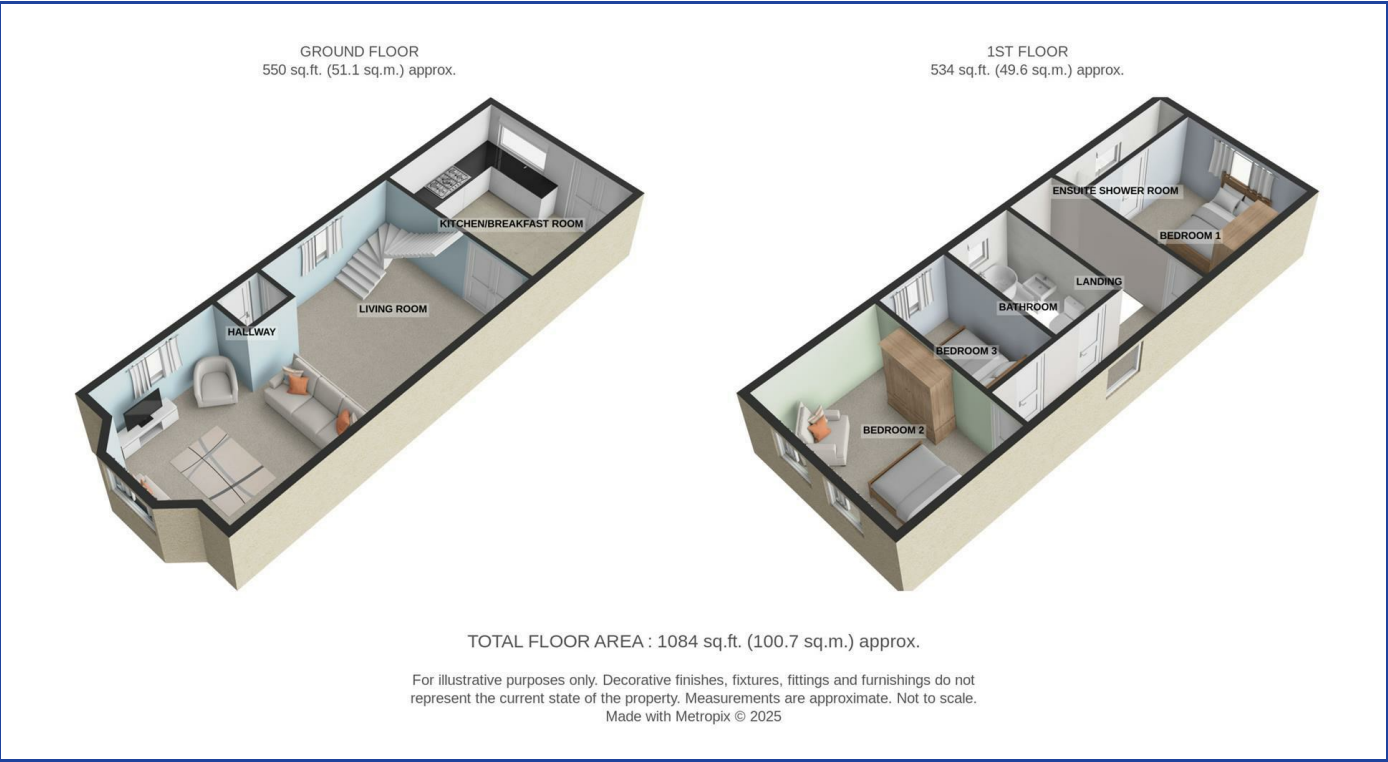 GROUND FLOOR
550 sq.ft. (51.1 sq.m.) approx.
KITCHEN/BREAKFAST ROOM
LIVING ROOM
HALLWAY
1ST FLOOR
534 sq.ft. (49.6 sq.m.) approx.
ENSUITE SHOWER ROOM
BEDROOM 1
LANDING
BATHROOM
BEDROOM 3
BEDROOM 2
TOTAL FLOOR AREA : 1084 sq.ft. (100.7 sq.m.) approx.
For illustrative purposes only. Decorative finishes, fixtures, fittings and furnishings do not
represent the current state of the property. Measurements are approximate. Not to scale.
Made with Metropix © 2025